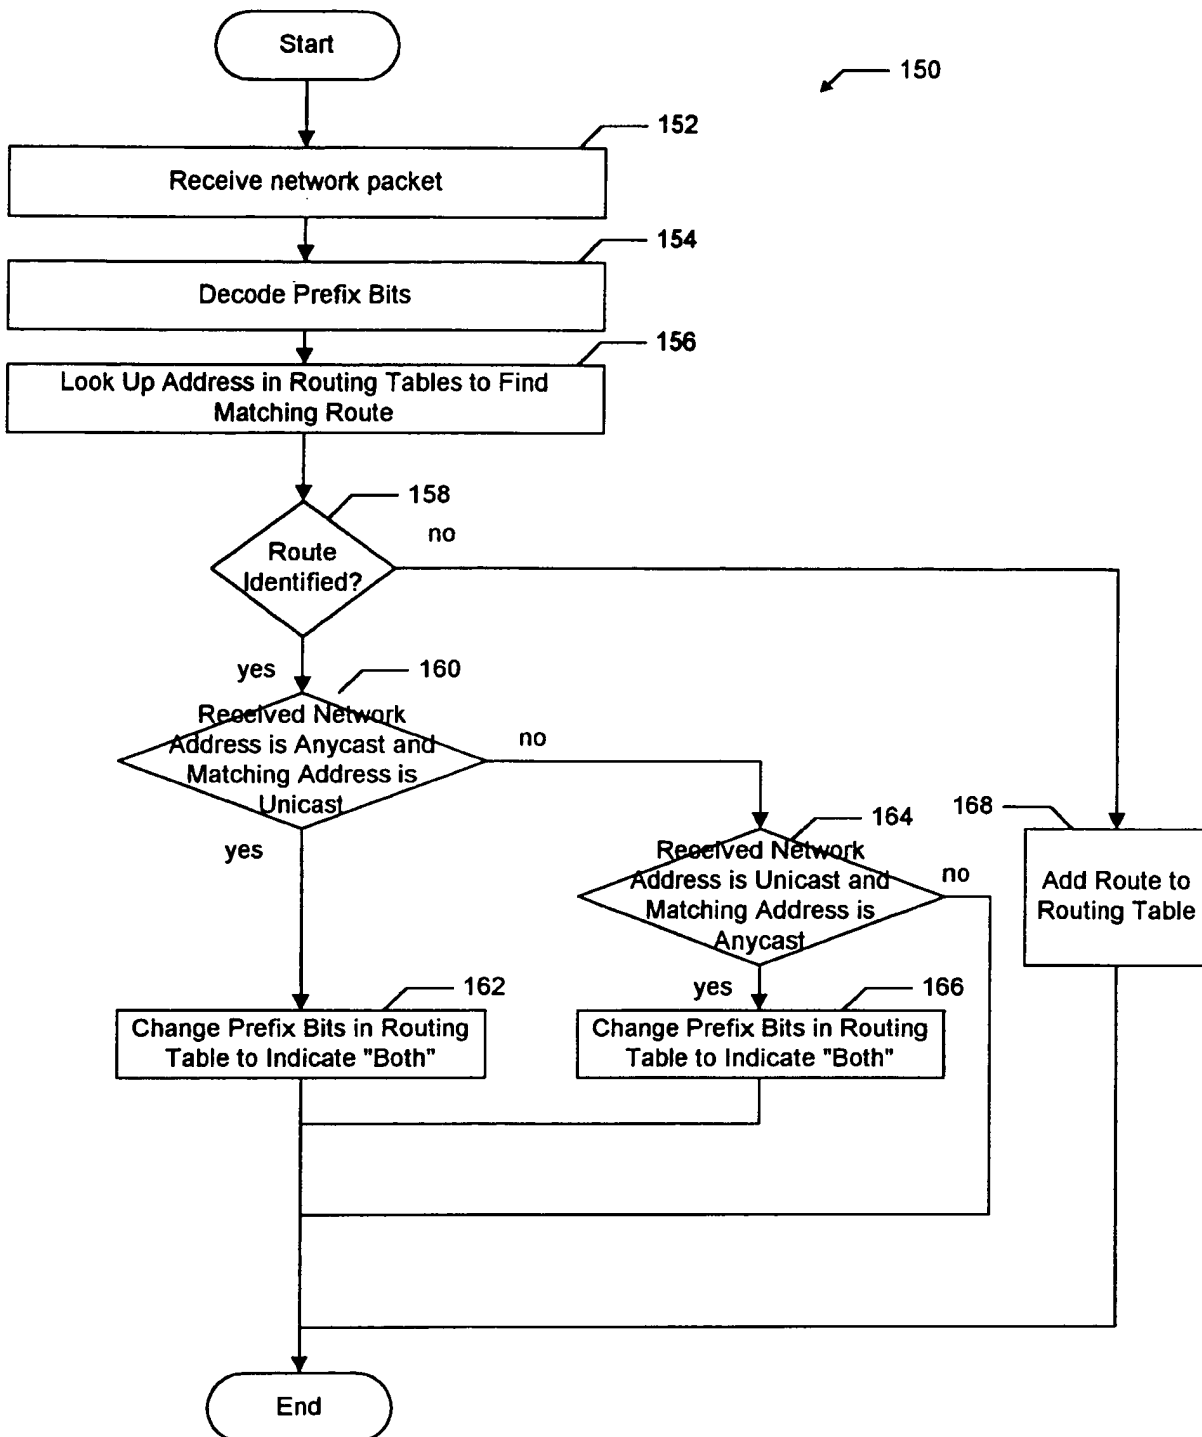 Start
150
152
Receive network packet
154
Decode Prefix Bits
156
Look Up Address in Routing Tables to Find
Matching Route
158
no
Route
Identified?
yes
160
Received Network
Address is Anycast and
Matching Address is
Unicast
no
yes
164
Received Network
Address is Unicast and
Matching Address is
Anycast
no
168
Add Route to
Routing Table
162
Change Prefix Bits in Routing
Table to Indicate "Both"
yes
166
Change Prefix Bits in Routing
Table to Indicate "Both"
End